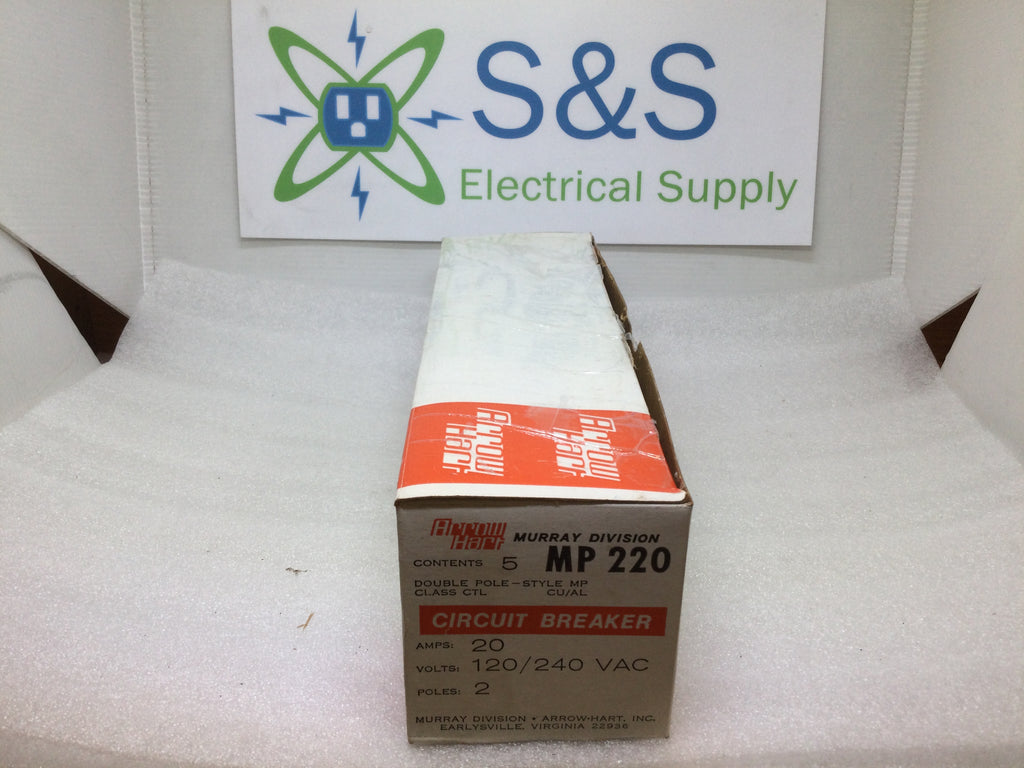 S&S
Electrical Supply
Arrow
Hart
Arrow
Hart
Arrow
Hart
MURRAY DIVISION
CONTENTS 5 MP 220
DOUBLE POLE-STYLE MP
CLASS CTL CU/AL
CIRCUIT BREAKER
AMPS: 20
VOLTS: 120/240 VAC
POLES: 2
MURRAY DIVISION • ARROW-HART, INC.
EARLYSVILLE, VIRGINIA 22936